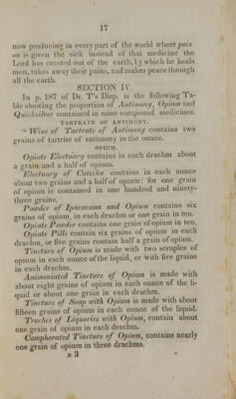 17
now producing in every part of the world where pois
on is given the sick instead of that medicine the
Lord has created out of the earth, by which he heals
men, takes away their pains, and makes peace through
all the earth.
SECTION IV.
In p. 187 of Dr. T's Disp. is the following Ta-
ble showing the proportion of Antimony, Opium and
Quicksilver contained in some compound medicines.
TARTRATE OF ANTIMONY.
"Wine of Tartrate of Antimony contains two
grains of tartrite of antimony in the ounce.
OPIUM.
Opiate Electuary contains in each drachm about
a grain and a half of opium.
Electuary of Catechu contains in each ounce
about two grains and a half of opium: for one grain
of opium is contained in one hundred and ninety-
three grains.
Powder of Ipecacuan and Opium contains six
grains of opium, in each drachm or one grain in ten.
Opiate Powder contains one grain of opium in ten.
Opiate Pills contain six grains of opium in each
drachm, or five grains contain half a grain of opium.
Tincture of Opium is made with two scruples of
opium in each ounce of the liquid, or with five grains
in each drachm.
Ammoniated Tincture of Opium is made with
about eight grains of opium in each ounce of the li-
quid or about one grain in each drachm.
Tincture of Soap with Opium is made with about
fifteen grains of opium in each ounce of the liquid.
Troches of Liquorice with Opium, contain about
one grain of opium in each drachm.
Camphorated Tincture of Opium, contains nearly
one grain of opium in three drachms.
B 3